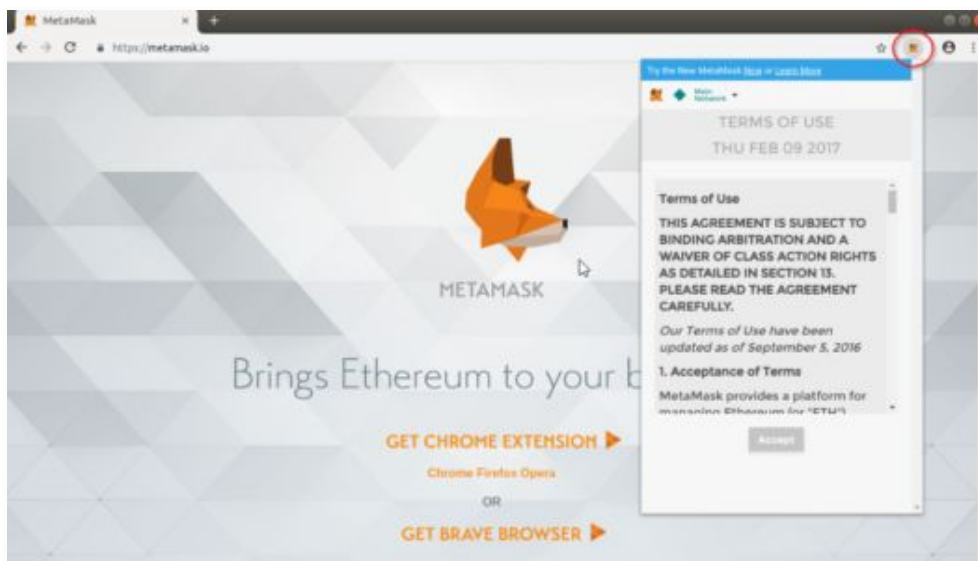 MetaMask
https://metamask.io
Try the New MetaMask Now or Learn More
Main
Network
TERMS OF USE
THU FEB 09 2017
Terms of Use
THIS AGREEMENT IS SUBJECT TO
BINDING ARBITRATION AND A
WAIVER OF CLASS ACTION RIGHTS
AS DETAILED IN SECTION 13.
PLEASE READ THE AGREEMENT
CAREFULLY.
Our Terms of Use have been
updated as of September 5, 2016
1. Acceptance of Terms
MetaMask provides a platform for
managing Ethereum (or "ETH")
Accept
METAMASK
Brings Ethereum to your b
GET CHROME EXTENSION
Chrome Firefox Opera
OR
GET BRAVE BROWSER